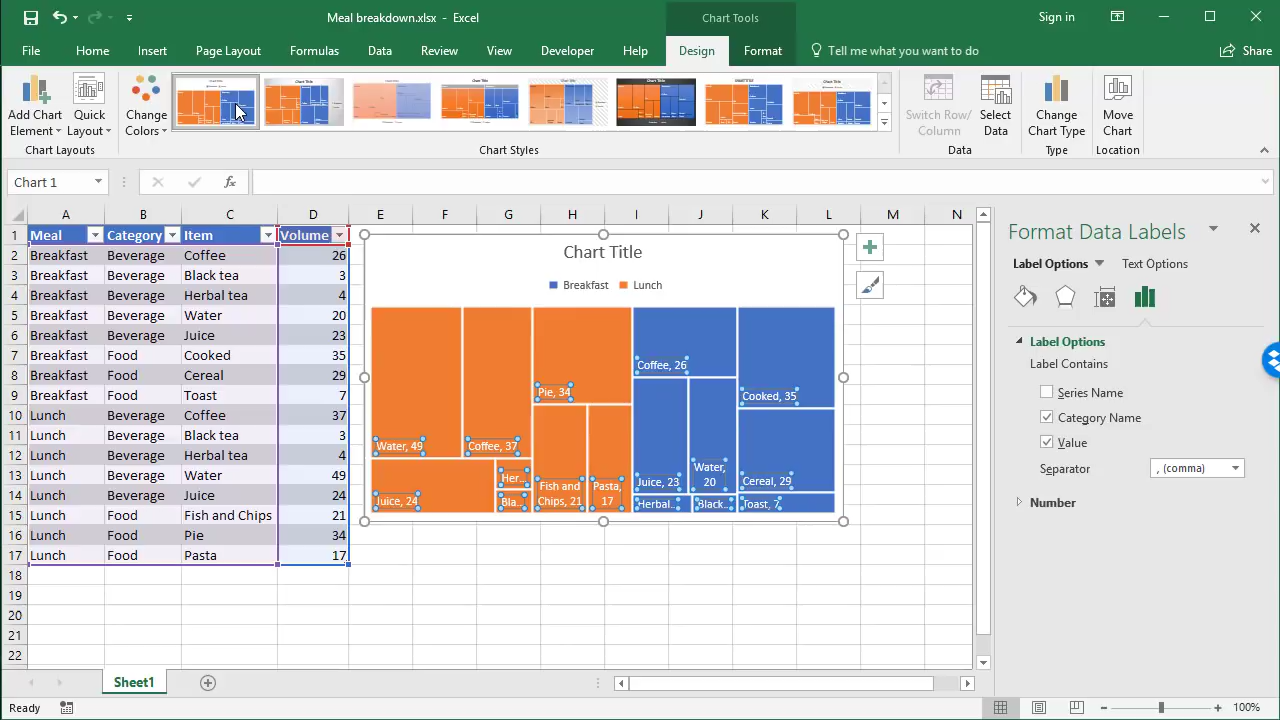 Meal breakdown.xlsx - Excel
Chart Tools
Sign in
File Home Insert Page Layout Formulas Data Review View Developer Help Design Format Tell me what you want to do Share
Add Chart Element
Quick Layout
Change Colors
Switch Row/ Column
Select Data
Change Chart Type
Move Chart
Chart Layouts
Chart Styles
Data
Type
Location
Chart 1
A B C D E F G H I J K L M N
1 Meal Category Item Volume
2 Breakfast Beverage Coffee 26
3 Breakfast Beverage Black tea 3
4 Breakfast Beverage Herbal tea 4
5 Breakfast Beverage Water 20
6 Breakfast Beverage Juice 23
7 Breakfast Food Cooked 35
8 Breakfast Food Cereal 29
9 Breakfast Food Toast 7
10 Lunch Beverage Coffee 37
11 Lunch Beverage Black tea 3
12 Lunch Beverage Herbal tea 4
13 Lunch Beverage Water 49
14 Lunch Beverage Juice 24
15 Lunch Food Fish and Chips 21
16 Lunch Food Pie 34
17 Lunch Food Pasta 17
18
19
20
21
22
Chart Title
Breakfast Lunch
Water, 49
Coffee, 37
Pie, 34
Juice, 24
Her...
Bla...
Fish and
Chips, 21
Pasta,
17
Coffee, 26
Juice, 23
Water,
20
Herbal...
Black...
Cooked, 35
Cereal, 29
Toast, 7
Format Data Labels
Label Options Text Options
Label Options
Label Contains
Series Name
Category Name
Value
Separator , (comma)
Number
Sheet1
Ready
100%